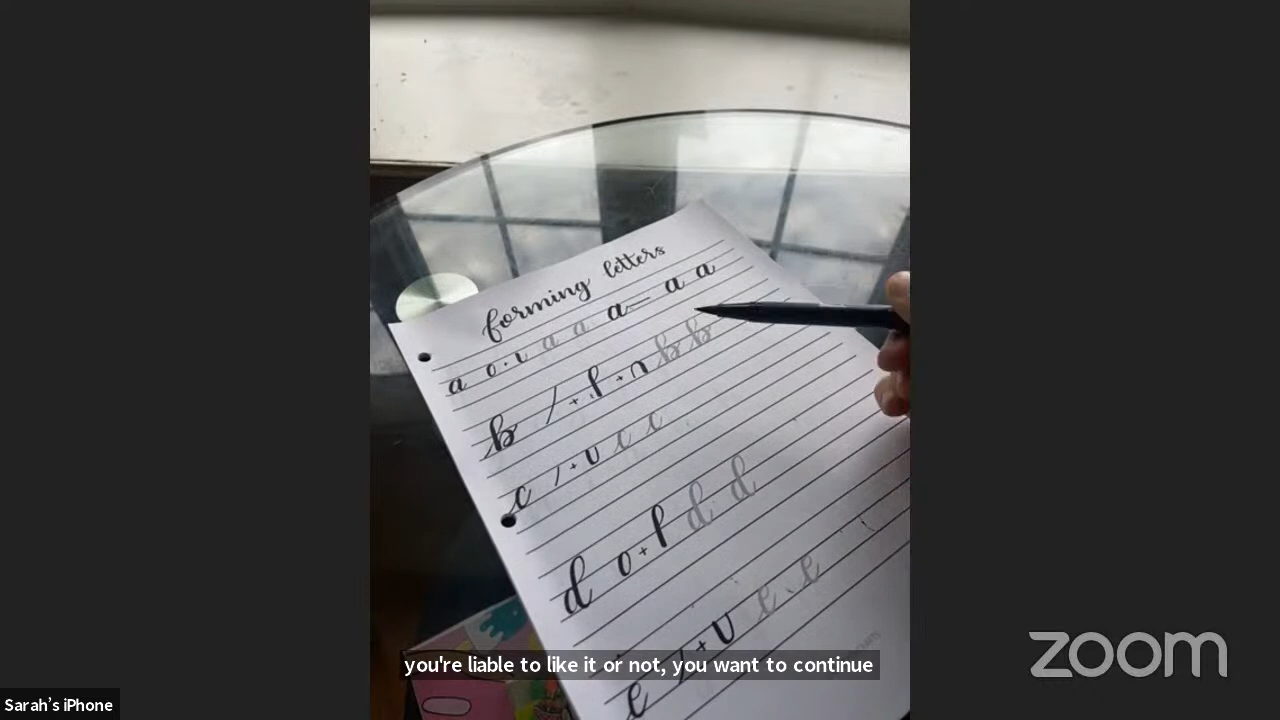 forming letters
a o + ι a a a = a a
b / + l + n b b
c / + υ c c
d o + l d d
e / + υ e e
you're liable to like it or not, you want to continue
Sarah's iPhone
zoom